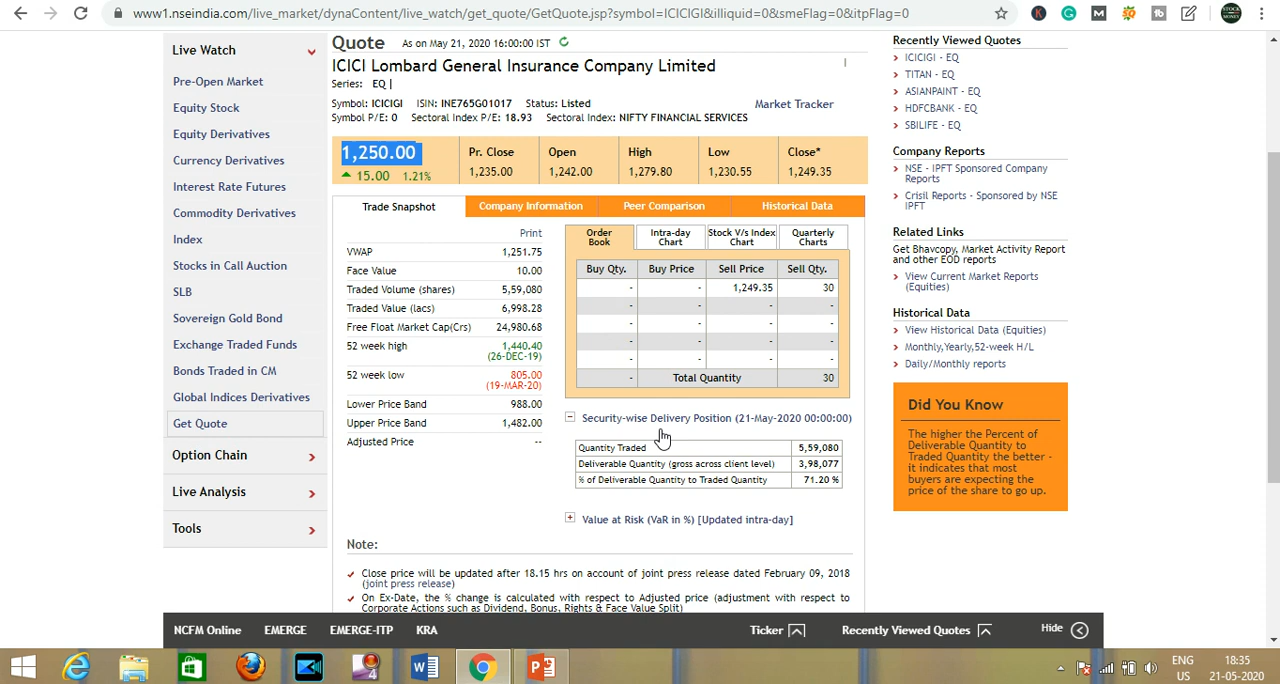 www1.nseindia.com/live_market/dynaContent/live_watch/get_quote/GetQuote.jsp?symbol=ICICIGI&illiquid=0&smeFlag=0&itpFlag=0
Live Watch
Pre-Open Market
Equity Stock
Equity Derivatives
Currency Derivatives
Interest Rate Futures
Commodity Derivatives
Index
Stocks in Call Auction
SLB
Sovereign Gold Bond
Exchange Traded Funds
Bonds Traded in CM
Global Indices Derivatives
Get Quote
Option Chain
Live Analysis
Tools
Quote As on May 21, 2020 16:00:00 IST
ICICI Lombard General Insurance Company Limited
Series: EQ |
Symbol: ICICIGI ISIN: INE765G01017 Status: Listed Market Tracker
Symbol P/E: 0 Sectoral Index P/E: 18.93 Sectoral Index: NIFTY FINANCIAL SERVICES
1,250.00 Pr. Close Open High Low Close*
15.00 1.21% 1,235.00 1,242.00 1,279.80 1,230.55 1,249.35
Trade Snapshot Company Information Peer Comparison Historical Data
Print
VWAP 1,251.75
Face Value 10.00
Traded Volume (shares) 5,59,080
Traded Value (lacs) 6,998.28
Free Float Market Cap(Crs) 24,980.68
52 week high 1,440.40
(26-DEC-19)
52 week low 805.00
(19-MAR-20)
Lower Price Band 988.00
Upper Price Band 1,482.00
Adjusted Price --
Order Book Intra-day Chart Stock V/s Index Chart Quarterly Charts
Buy Qty. Buy Price Sell Price Sell Qty.
- - 1,249.35 30
- - - -
- - - -
- - - -
- - - -
- Total Quantity 30
Security-wise Delivery Position (21-May-2020 00:00:00)
Quantity Traded 5,59,080
Deliverable Quantity (gross across client level) 3,98,077
% of Deliverable Quantity to Traded Quantity 71.20 %
Value at Risk (VaR in %) [Updated intra-day]
Note:
Close price will be updated after 18.15 hrs on account of joint press release dated February 09, 2018
(joint press release)
On Ex-Date, the % change is calculated with respect to Adjusted price (adjustment with respect to
Corporate Actions such as Dividend, Bonus, Rights & Face Value Split)
Recently Viewed Quotes
ICICIGI - EQ
TITAN - EQ
ASIANPAINT - EQ
HDFCBANK - EQ
SBILIFE - EQ
Company Reports
NSE - IPFT Sponsored Company
Reports
Crisil Reports - Sponsored by NSE
IPFT
Related Links
Get Bhavcopy, Market Activity Report
and other EOD reports
View Current Market Reports
(Equities)
Historical Data
View Historical Data (Equities)
Monthly,Yearly,52-week H/L
Daily/Monthly reports
Did You Know
The higher the Percent of
Deliverable Quantity to
Traded Quantity the better -
it indicates that most
buyers are expecting the
price of the share to go up.
NCFM Online EMERGE EMERGE-ITP KRA Ticker Recently Viewed Quotes Hide
ENG 18:35
US 21-05-2020